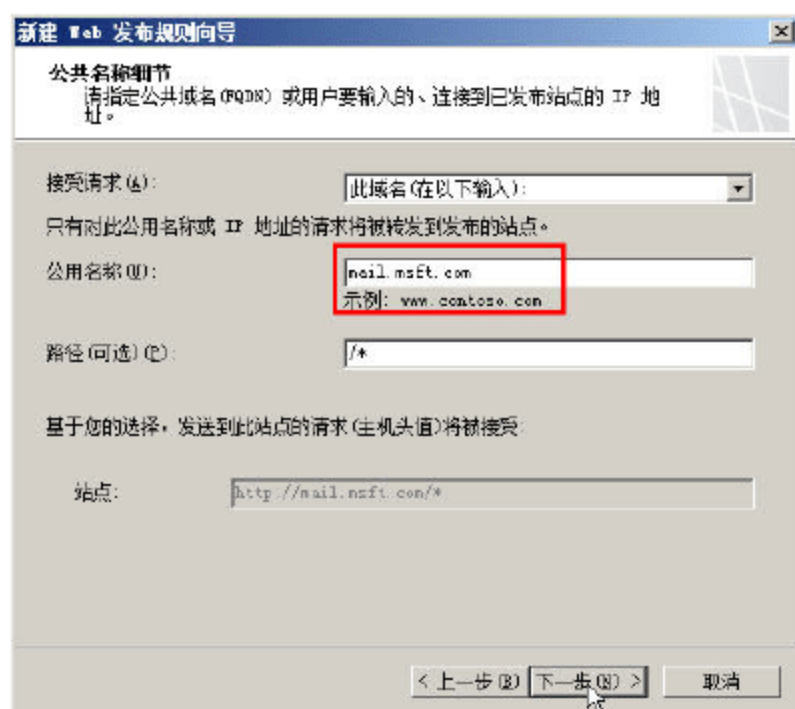 新建 Web 发布规则向导
公共名称细节
请指定公共域名(FQDN) 或用户要输入的、连接到已发布站点的 IP 地
址。
接受请求(A):
此域名(在以下输入):
只有对此公用名称或 IP 地址的请求将被转发到发布的站点。
公用名称(U):
mail.msft.com
示例: www.contoso.com
路径(可选)(P):
/*
基于您的选择，发送到此站点的请求(主机头值)将被接受:
站点:
http://mail.msft.com/*
< 上一步(B)
下一步(N) >
取消